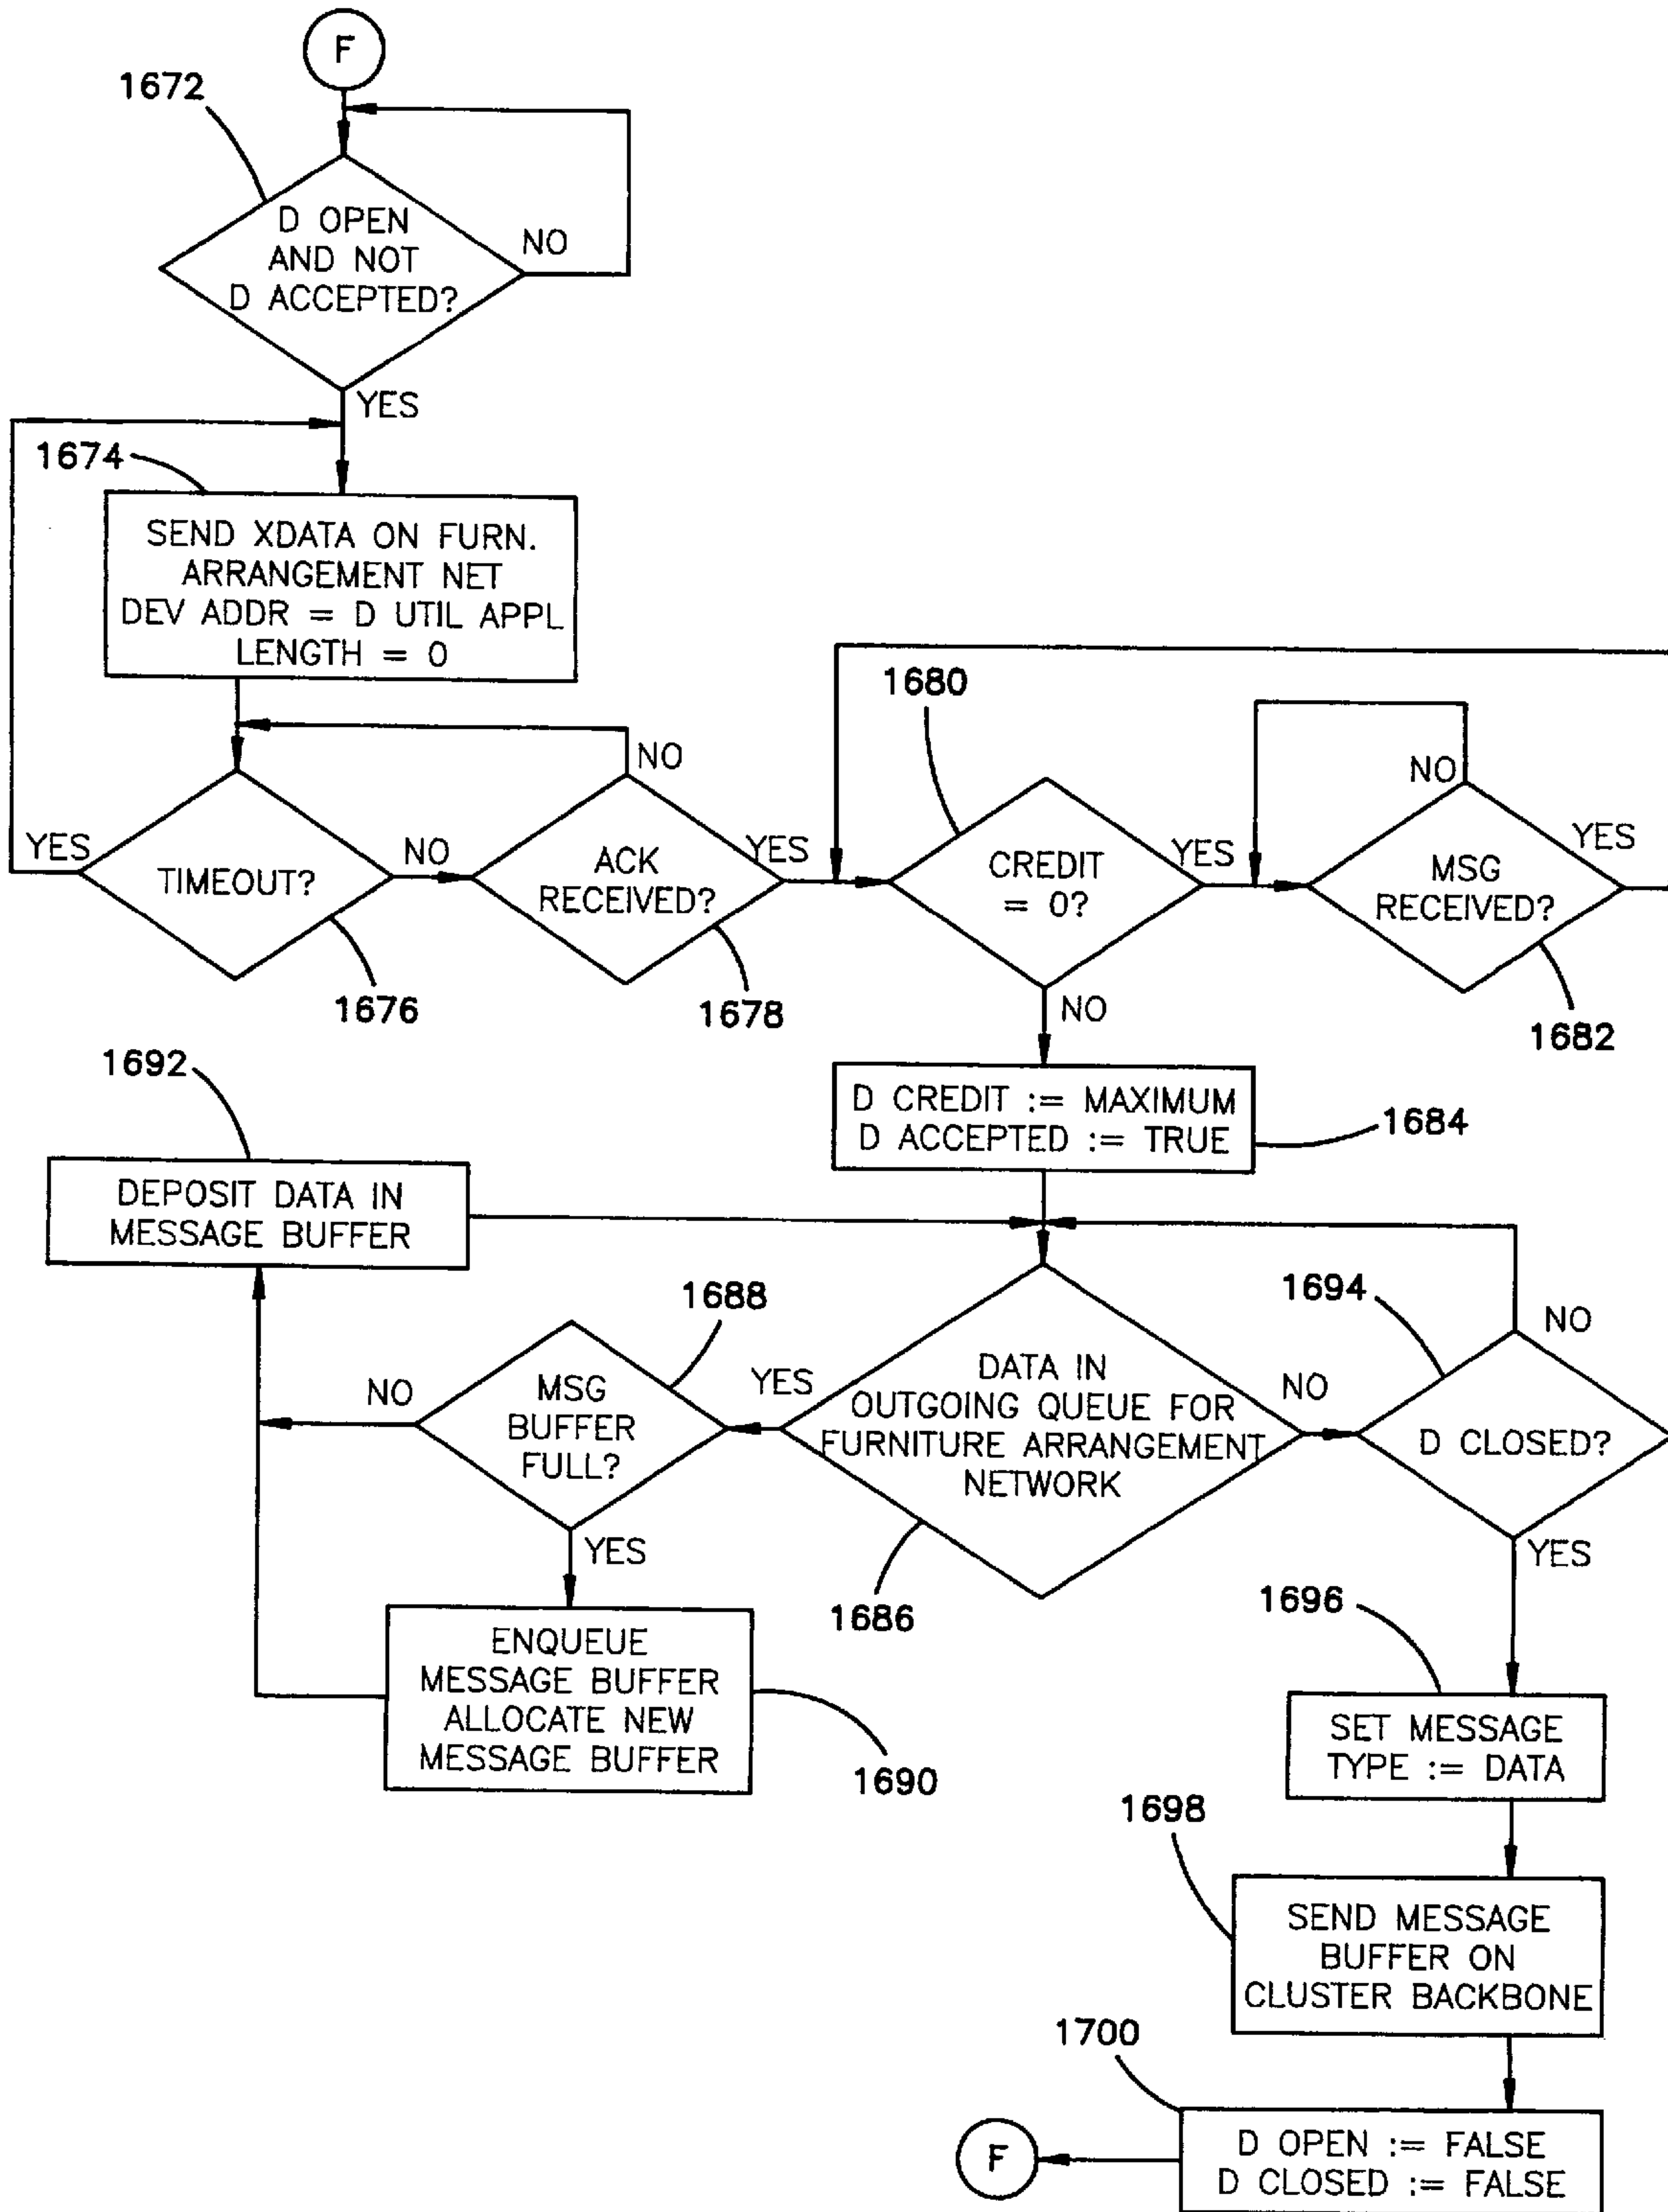 F
1672
D OPEN
AND NOT
D ACCEPTED?
NO
YES
1674
SEND XDATA ON FURN.
ARRANGEMENT NET
DEV ADDR = D UTIL APPL
LENGTH = 0
1680
NO
NO
YES
TIMEOUT?
NO
ACK
RECEIVED?
YES
CREDIT
= 0?
YES
MSG
RECEIVED?
YES
1676
1678
NO
1682
1692
D CREDIT := MAXIMUM
D ACCEPTED := TRUE
1684
DEPOSIT DATA IN
MESSAGE BUFFER
1688
1694
NO
NO
MSG
BUFFER
FULL?
YES
DATA IN
OUTGOING QUEUE FOR
FURNITURE ARRANGEMENT
NETWORK
NO
D CLOSED?
YES
YES
1686
1696
ENQUEUE
MESSAGE BUFFER
ALLOCATE NEW
MESSAGE BUFFER
1690
SET MESSAGE
TYPE := DATA
1698
SEND MESSAGE
BUFFER ON
CLUSTER BACKBONE
1700
F
D OPEN := FALSE
D CLOSED := FALSE